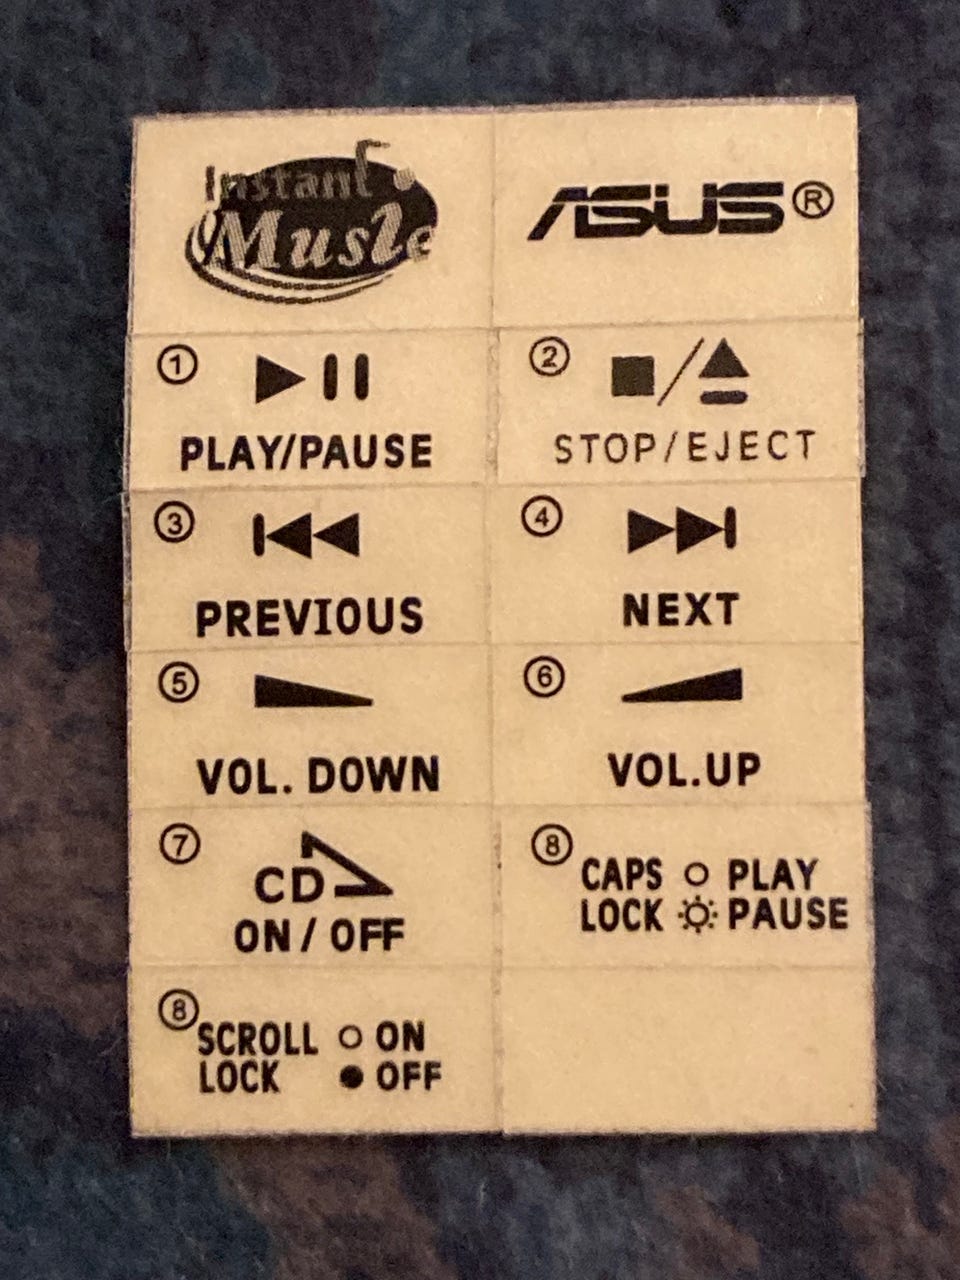 Instant
Music
ASUS®
①
PLAY/PAUSE
②
STOP/EJECT
③
PREVIOUS
④
NEXT
⑤
VOL. DOWN
⑥
VOL.UP
⑦
CD
ON / OFF
⑧
CAPS ○ PLAY
LOCK ☼ PAUSE
⑧
SCROLL ○ ON
LOCK ● OFF